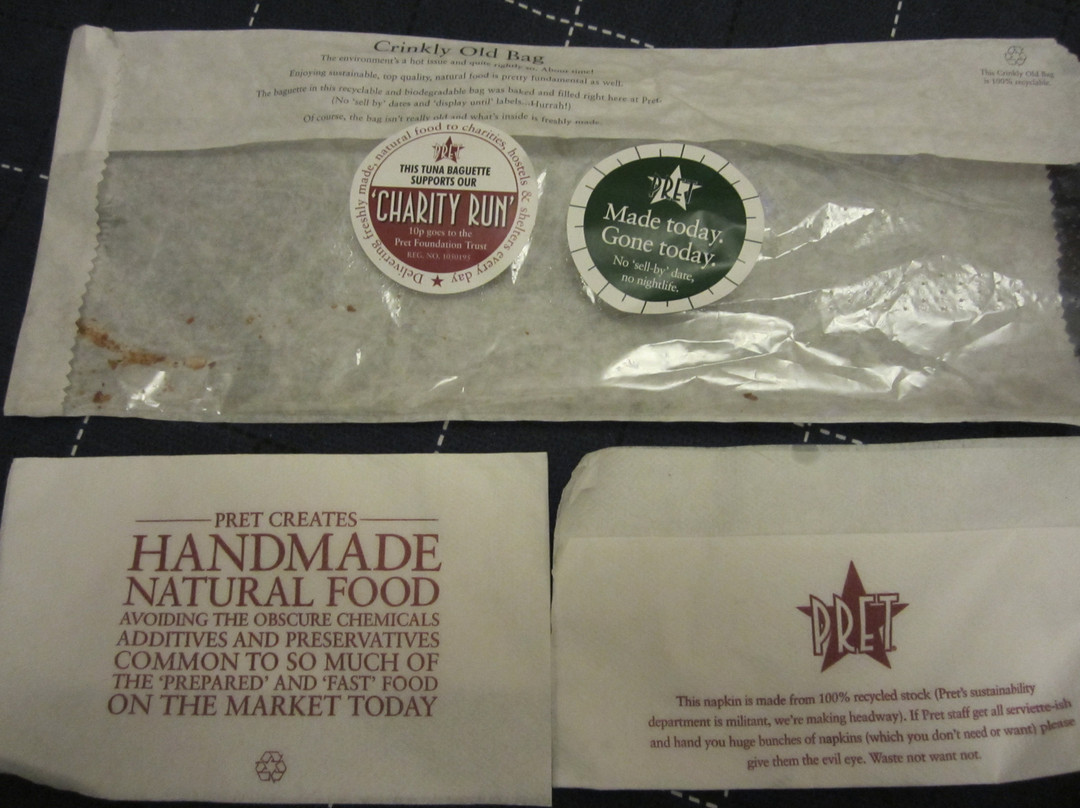 Crinkly Old Bag
The environment's a hot issue and quite rightly so. About time!
Enjoying sustainable, top quality, natural food is pretty fundamental as well.
The baguette in this recyclable and biodegradable bag was baked and filled right here at Pret.
(No 'sell by' dates and 'display until' labels...Hurrah!)
Of course, the bag isn't really old and what's inside is freshly made.
This Crinkly Old Bag
is 100% recyclable.
Delivering freshly made, natural food to charities, hostels & shelters every day
PRET
THIS TUNA BAGUETTE
SUPPORTS OUR
'CHARITY RUN'
10p goes to the
Pret Foundation Trust
REG. NO. 1050195
PRET
Made today.
Gone today.
No 'sell-by' date,
no nightlife.
PRET CREATES
HANDMADE
NATURAL FOOD
AVOIDING THE OBSCURE CHEMICALS
ADDITIVES AND PRESERVATIVES
COMMON TO SO MUCH OF
THE 'PREPARED' AND 'FAST' FOOD
ON THE MARKET TODAY
PRET.
This napkin is made from 100% recycled stock (Pret's sustainability
department is militant, we're making headway). If Pret staff get all serviette-ish
and hand you huge bunches of napkins (which you don't need or want) please
give them the evil eye. Waste not want not.